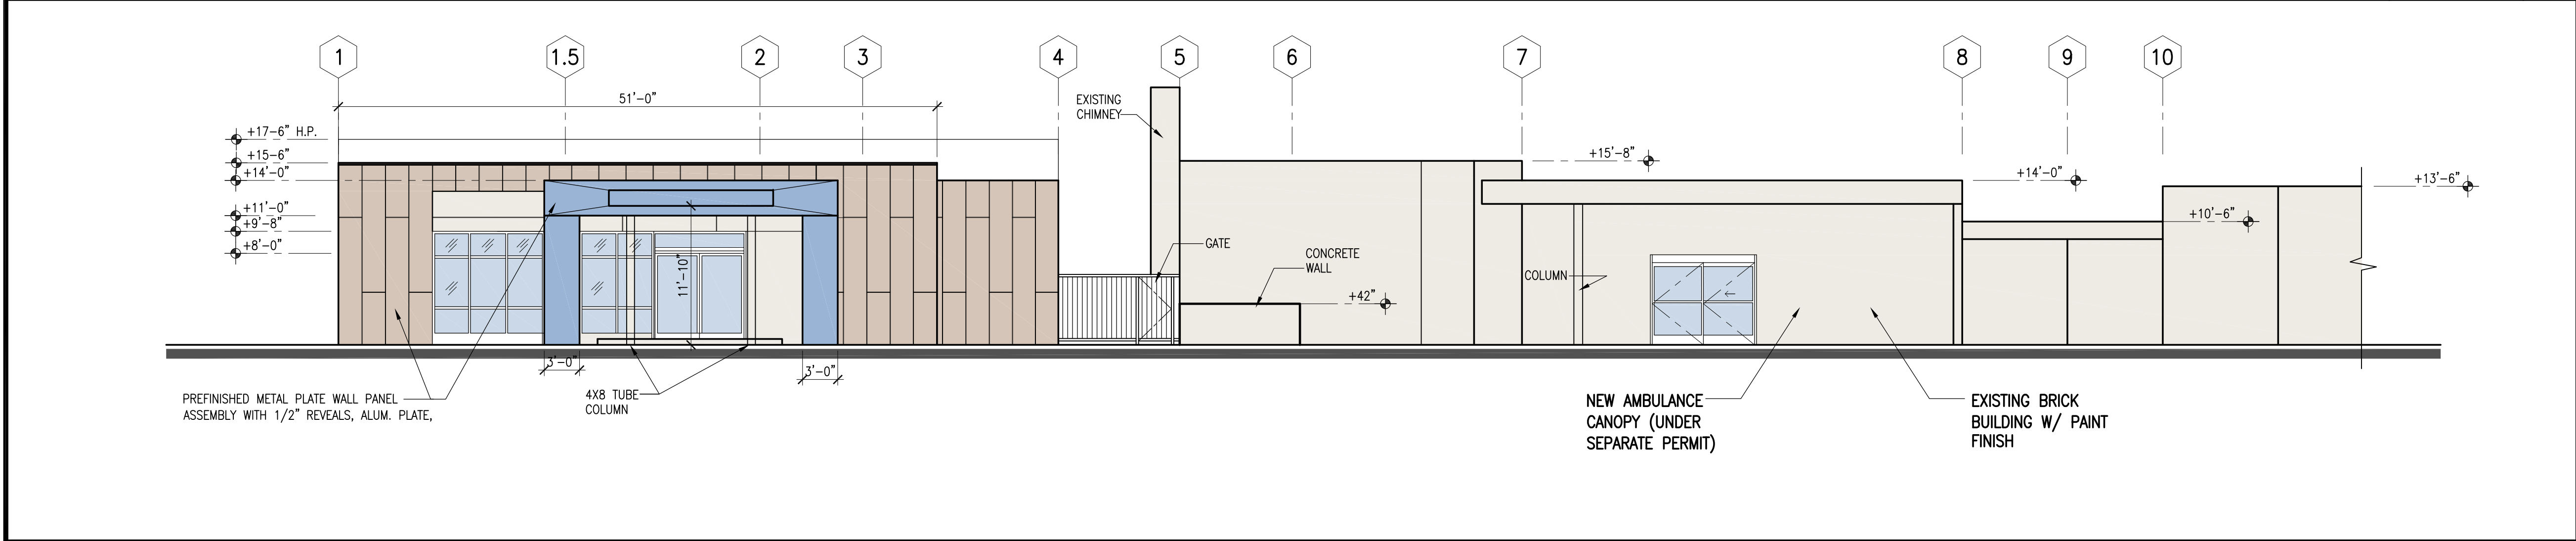 1
1.5
2
3
4
5
6
7
8
9
10
51'-0"
EXISTING
CHIMNEY
+17-6" H.P.
+15-6"
+14'-0"
+11'-0"
+9'-8"
+8'-0"
+15'-8"
+14'-0"
+13'-6"
+10'-6"
GATE
CONCRETE
WALL
COLUMN
+42"
11'-10"
3'-0"
3'-0"
PREFINISHED METAL PLATE WALL PANEL
ASSEMBLY WITH 1/2" REVEALS, ALUM. PLATE,
4X8 TUBE
COLUMN
NEW AMBULANCE
CANOPY (UNDER
SEPARATE PERMIT)
EXISTING BRICK
BUILDING W/ PAINT
FINISH